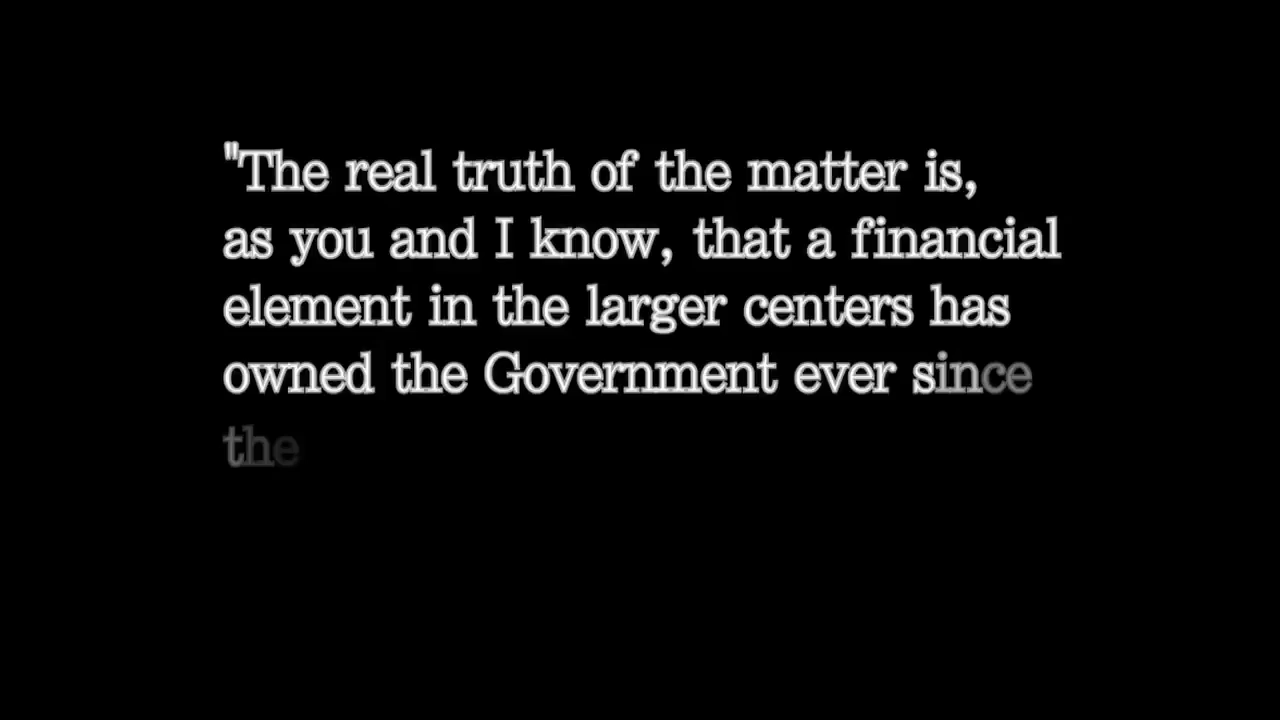 "The real truth of the matter is,
as you and I know, that a financial
element in the larger centers has
owned the Government ever since
the